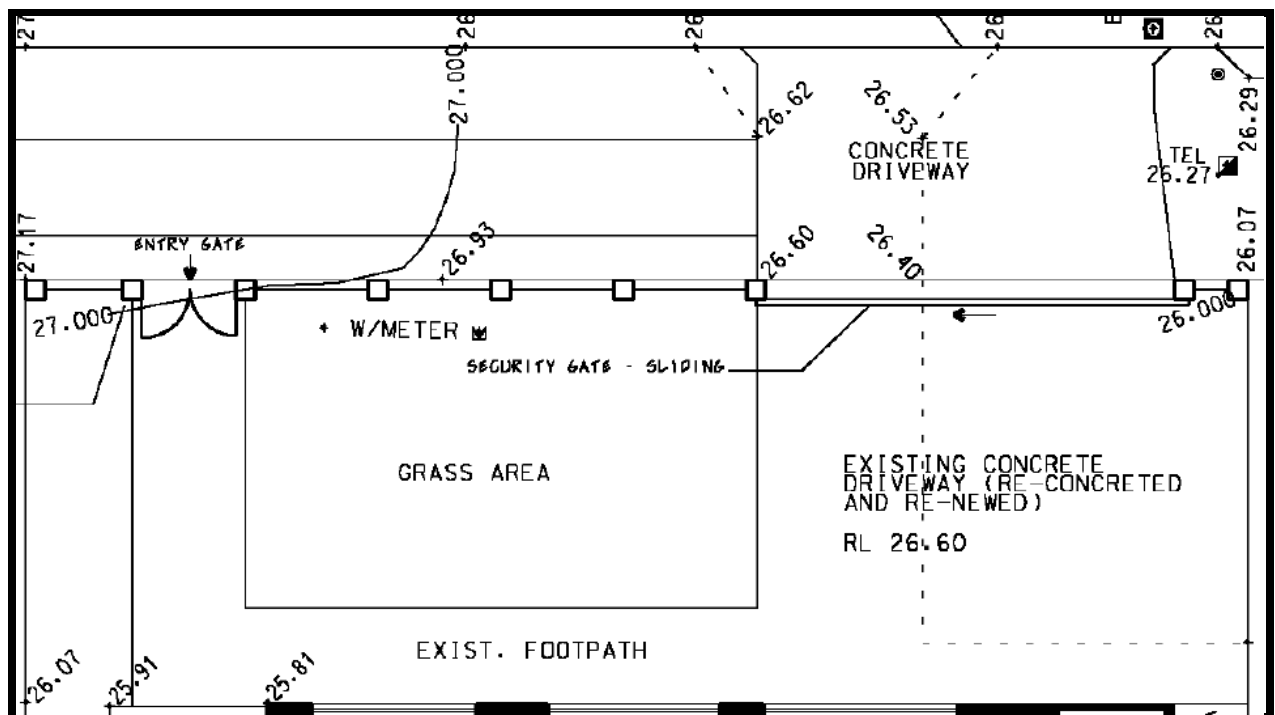 27
26
26
26
B
26
27.000
26.62
26.53
26.29
CONCRETE
DRIVEWAY
TEL
26.27
27.17
ENTRY GATE
26.93
26.60
26.40
26.07
27.000
W/METER
26.000
SECURITY GATE - SLIDING
GRASS AREA
EXISTING CONCRETE
DRIVEWAY (RE-CONCRETED
AND RE-NEWED)
RL 26.60
EXIST. FOOTPATH
26.07
25.91
25.81